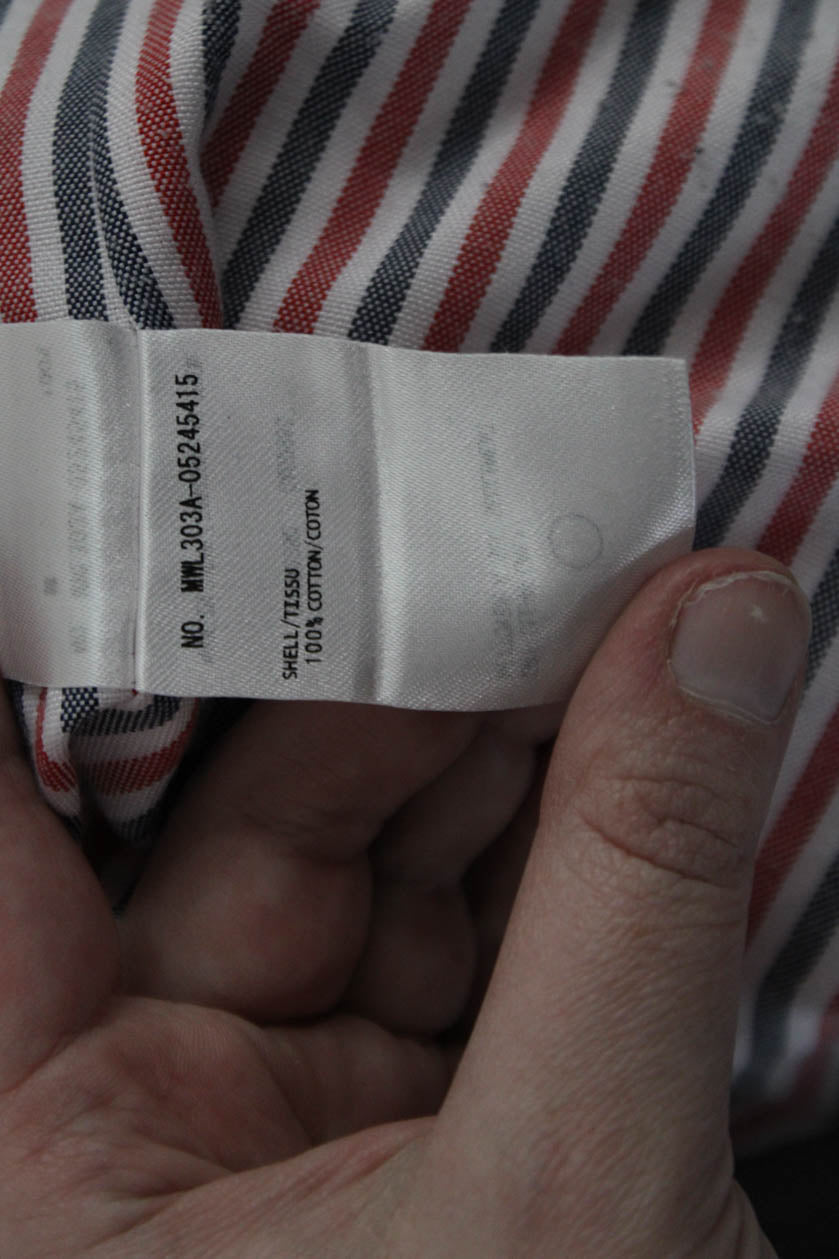 NO. MWL303A-05245415
SHELL/TISSU
100% COTTON/COTON